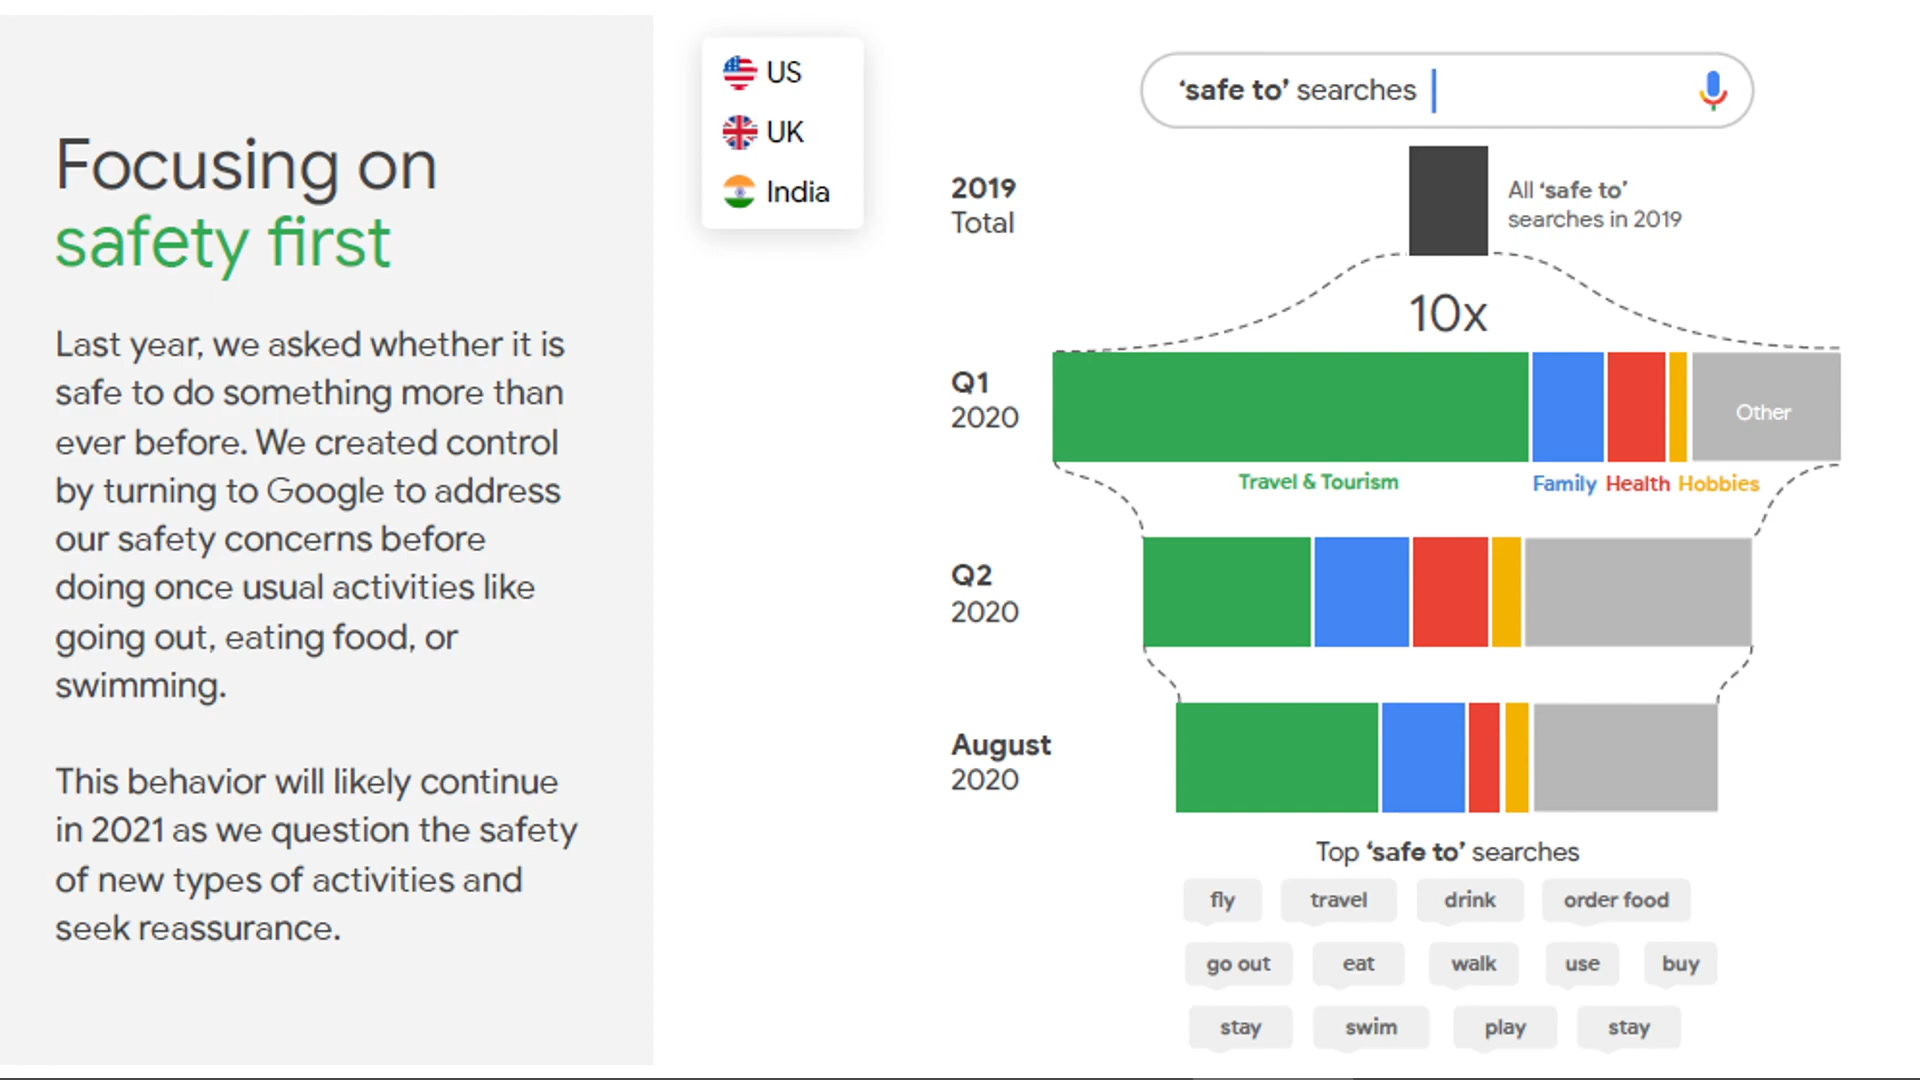 Focusing on
safety first
Last year, we asked whether it is
safe to do something more than
ever before. We created control
by turning to Google to address
our safety concerns before
doing once usual activities like
going out, eating food, or
swimming.
This behavior will likely continue
in 2021 as we question the safety
of new types of activities and
seek reassurance.
US
UK
India
‘safe to’ searches
2019
Total
All ‘safe to’
searches in 2019
10x
Q1
2020
Other
Travel & Tourism
Family
Health
Hobbies
Q2
2020
August
2020
Top ‘safe to’ searches
fly
travel
drink
order food
go out
eat
walk
use
buy
stay
swim
play
stay